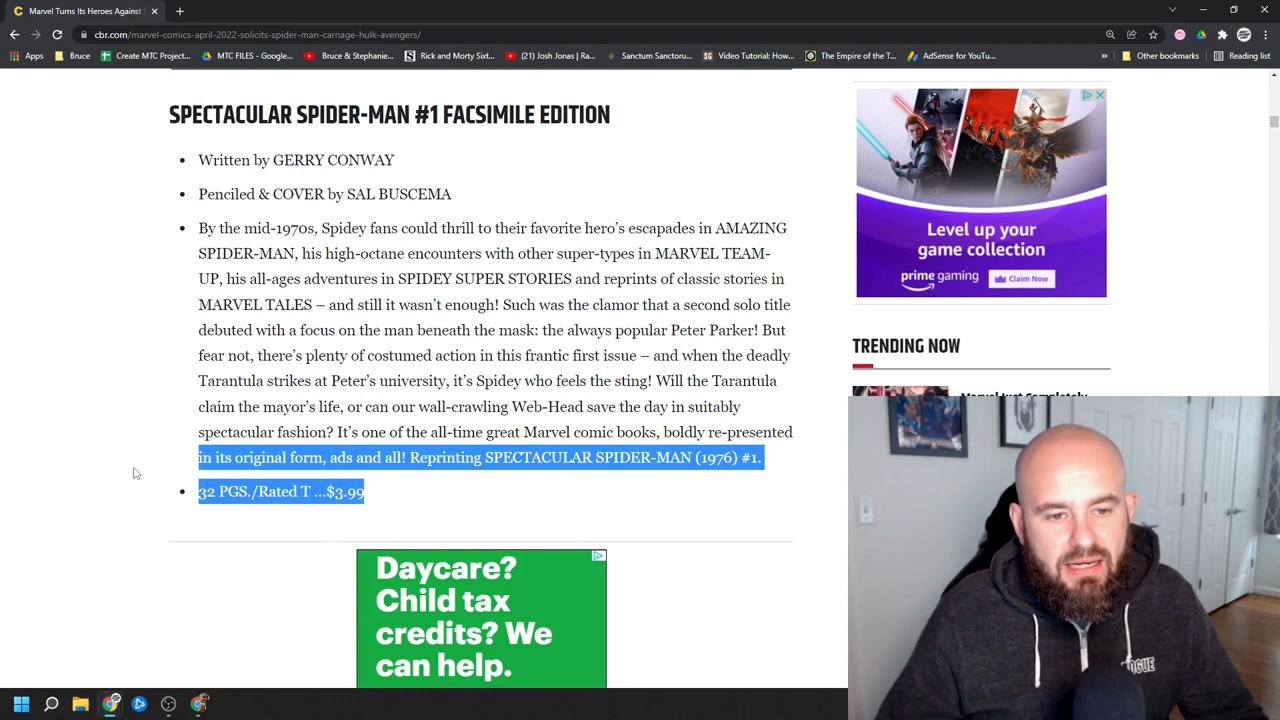 Marvel Turns Its Heroes Against
cbr.com/marvel-comics-april-2022-solicits-spider-man-carnage-hulk-avengers/
Apps
Bruce
Create MTC Project...
MTC FILES - Google...
Bruce & Stephanie...
Rick and Morty Sixt...
(21) Josh Jonas | Ra...
Sanctum Sanctoru...
SG
Video Tutorial: How...
The Empire of the T...
AdSense for YouTu...
»
Other bookmarks
Reading list
SPECTACULAR SPIDER-MAN #1 FACSIMILE EDITION
• Written by GERRY CONWAY
• Penciled & COVER by SAL BUSCEMA
• By the mid-1970s, Spidey fans could thrill to their favorite hero’s escapades in AMAZING
SPIDER-MAN, his high-octane encounters with other super-types in MARVEL TEAM-
UP, his all-ages adventures in SPIDEY SUPER STORIES and reprints of classic stories in
MARVEL TALES – and still it wasn’t enough! Such was the clamor that a second solo title
debuted with a focus on the man beneath the mask: the always popular Peter Parker! But
fear not, there’s plenty of costumed action in this frantic first issue – and when the deadly
Tarantula strikes at Peter’s university, it’s Spidey who feels the sting! Will the Tarantula
claim the mayor’s life, or can our wall-crawling Web-Head save the day in suitably
spectacular fashion? It’s one of the all-time great Marvel comic books, boldly re-presented
in its original form, ads and all! Reprinting SPECTACULAR SPIDER-MAN (1976) #1.
• 32 PGS./Rated T …$3.99
Daycare?
Child tax
credits? We
can help.
Level up your
game collection
prime gaming
Claim Now
TRENDING NOW
Marvel Just Completely
ROGUE